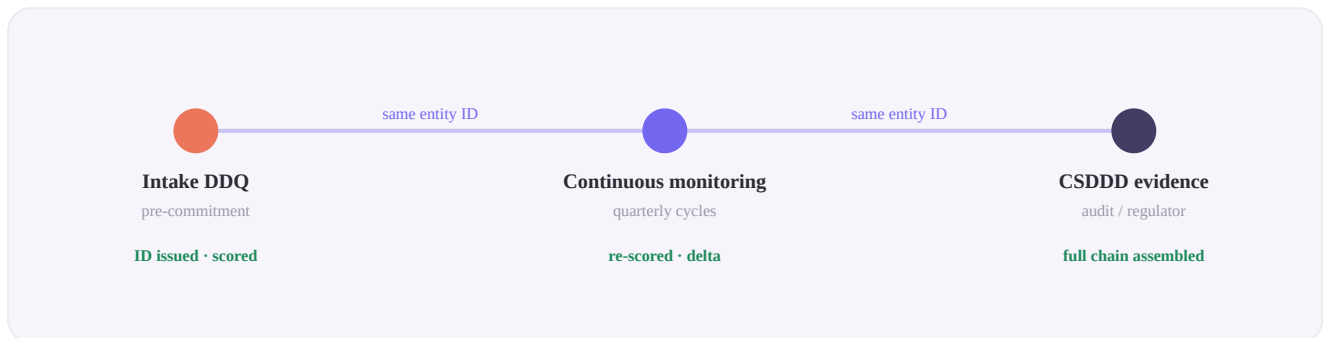 same entity ID
same entity ID
Intake DDQ
Continuous monitoring
CSDDD evidence
pre-commitment
quarterly cycles
audit / regulator
ID issued · scored
re-scored · delta
full chain assembled